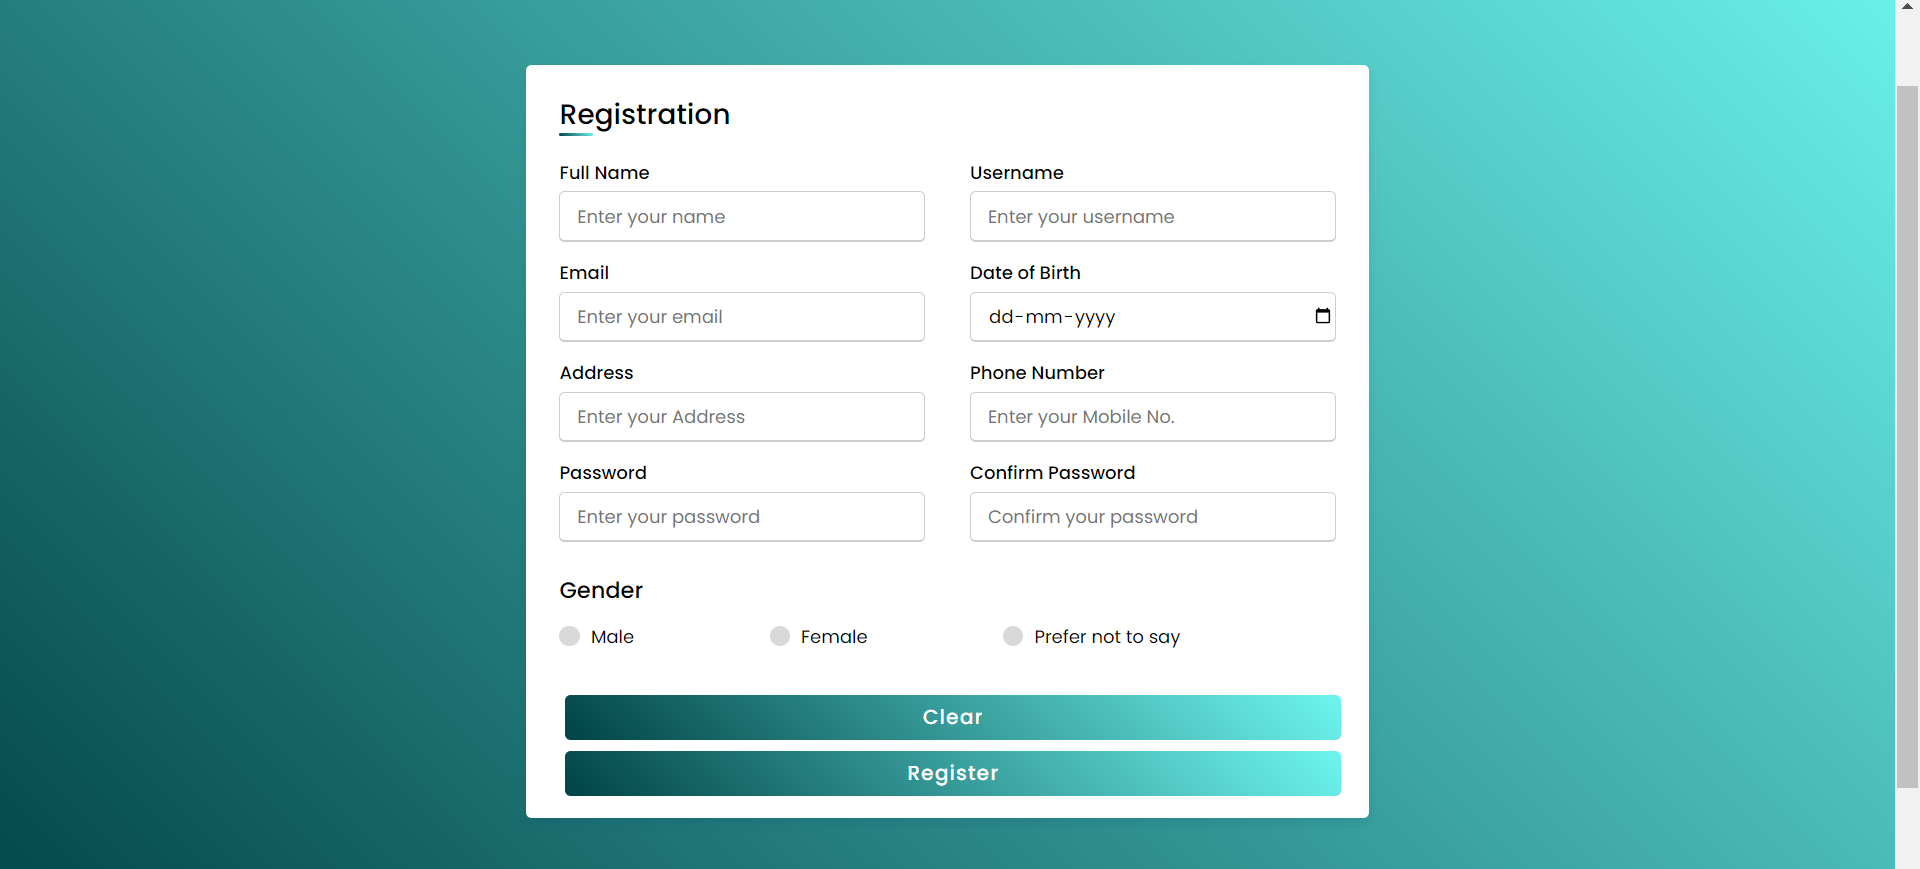 Registration
Full Name
Username
Enter your name
Enter your username
Email
Date of Birth
Enter your email
dd-mm-yyyy
Address
Phone Number
Enter your Address
Enter your Mobile No.
Password
Confirm Password
Enter your password
Confirm your password
Gender
Male
Female
Prefer not to say
Clear
Register